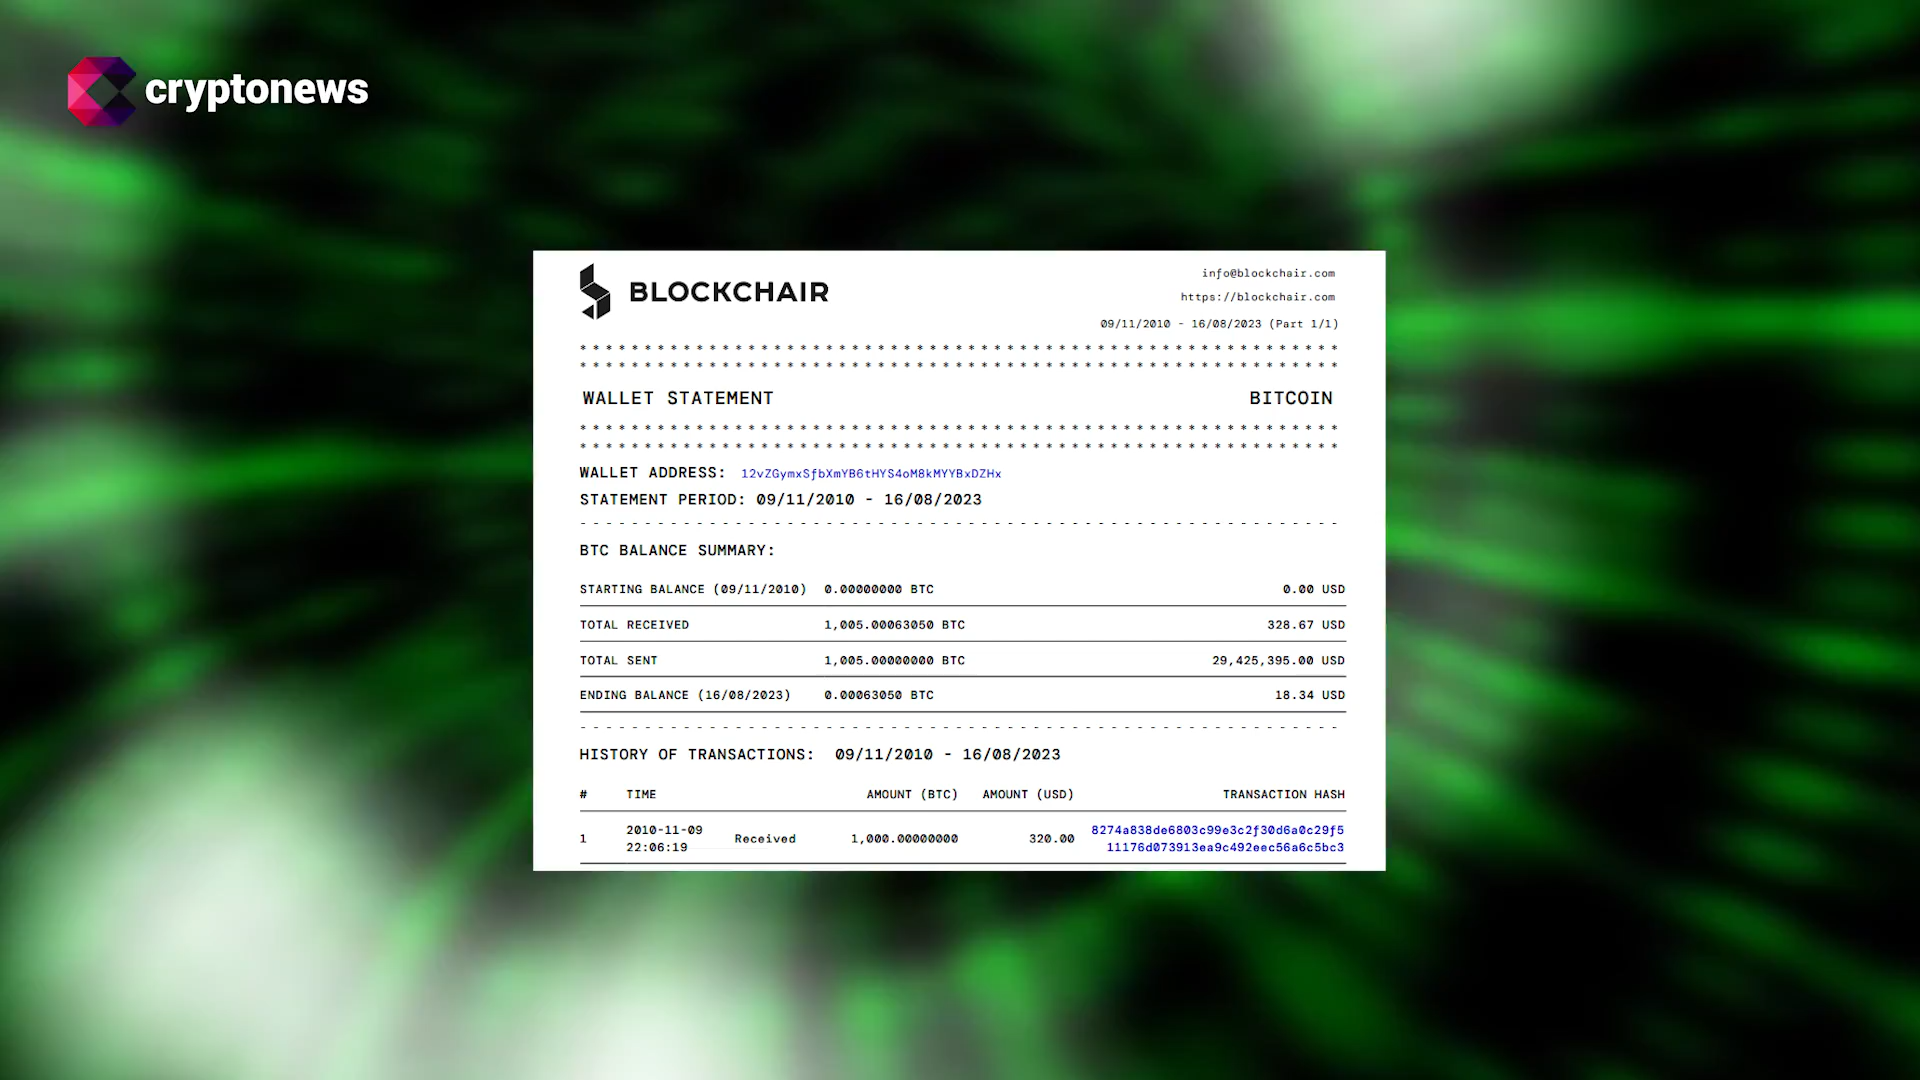 cryptonews
BLOCKCHAIR
info@blockchair.com
https://blockchair.com
09/11/2010 - 16/08/2023 (Part 1/1)
WALLET STATEMENT BITCOIN
WALLET ADDRESS: 12vZGymxSfbXmYB6tHYS4oM8kMYYBxDZHx
STATEMENT PERIOD: 09/11/2010 - 16/08/2023
BTC BALANCE SUMMARY:
STARTING BALANCE (09/11/2010) 0.00000000 BTC 0.00 USD
TOTAL RECEIVED 1,005.00063050 BTC 328.67 USD
TOTAL SENT 1,005.00000000 BTC 29,425,395.00 USD
ENDING BALANCE (16/08/2023) 0.00063050 BTC 18.34 USD
HISTORY OF TRANSACTIONS: 09/11/2010 - 16/08/2023
# TIME AMOUNT (BTC) AMOUNT (USD) TRANSACTION HASH
1 2010-11-09 22:06:19 Received 1,000.00000000 320.00 8274a838de6803c99e3c2f30d6a0c29f5
11176d073913ea9c492eec56a6c5bc3